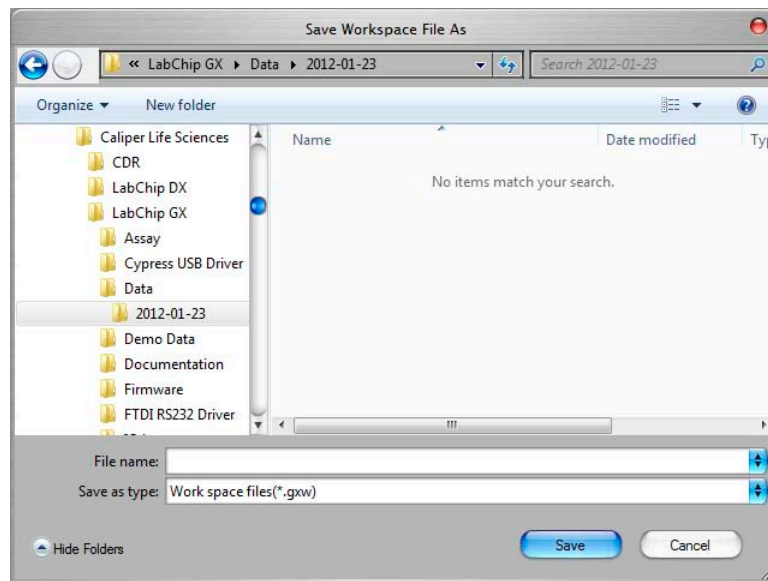 Save Workspace File As
« LabChip GX ▸ Data ▸ 2012-01-23
Search 2012-01-23
Organize
New folder
Caliper Life Sciences
CDR
LabChip DX
LabChip GX
Assay
Cypress USB Driver
Data
2012-01-23
Demo Data
Documentation
Firmware
FTDI RS232 Driver
Name
Date modified
Typ
No items match your search.
File name:
Save as type: Work space files(*.gxw)
Hide Folders
Save
Cancel